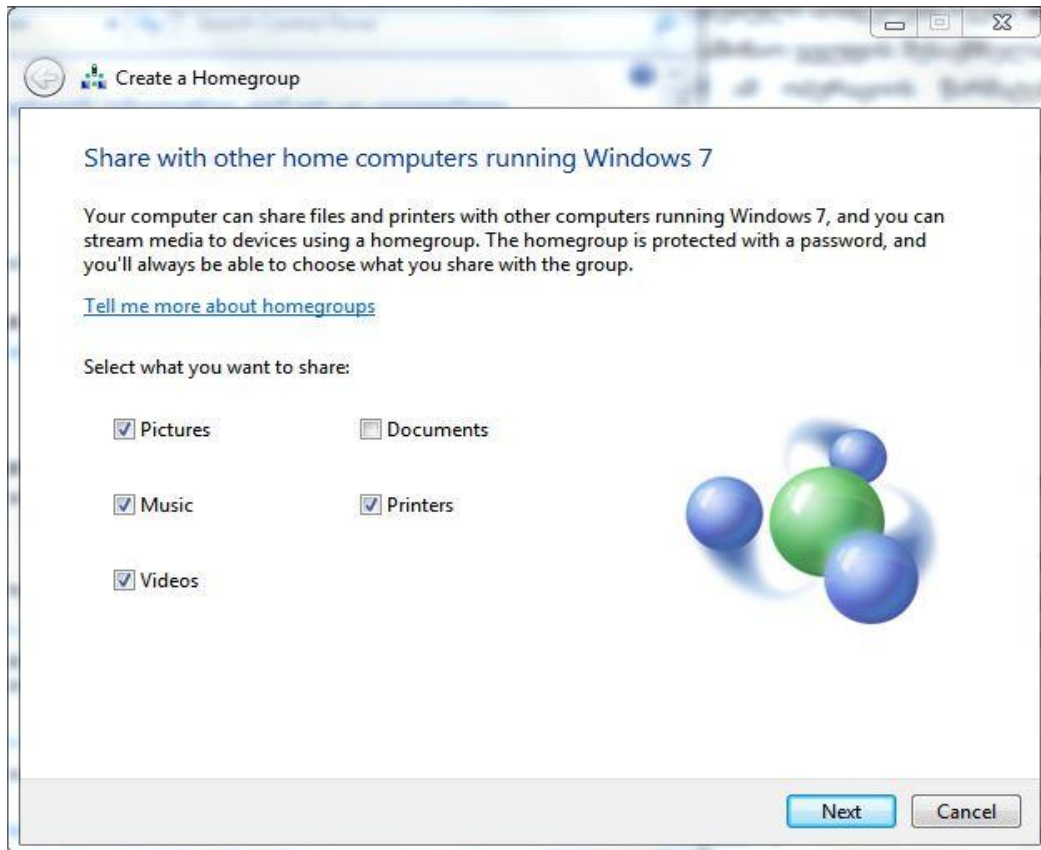 Create a Homegroup
Share with other home computers running Windows 7
Your computer can share files and printers with other computers running Windows 7, and you can
stream media to devices using a homegroup. The homegroup is protected with a password, and
you'll always be able to choose what you share with the group.
Tell me more about homegroups
Select what you want to share:
Pictures
Documents
Music
Printers
Videos
Next
Cancel